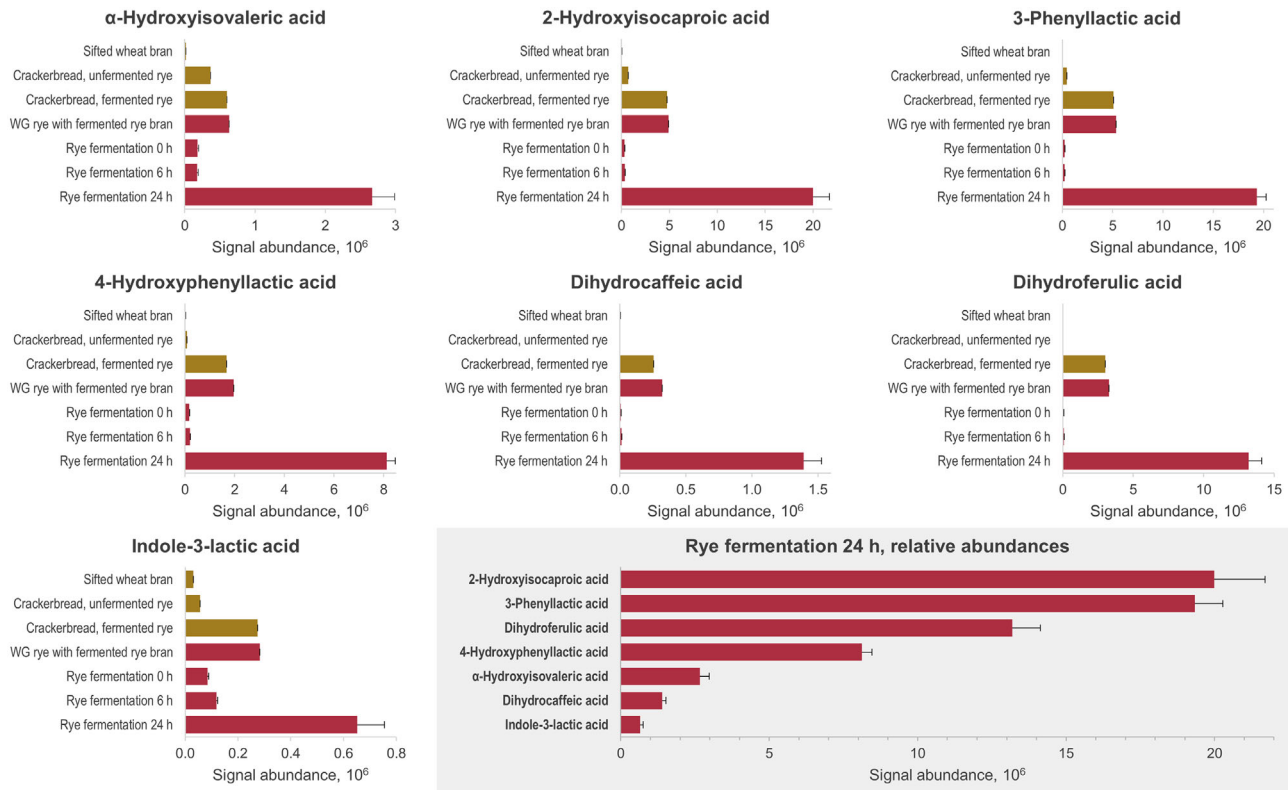 α-Hydroxyisovaleric acid
Sifted wheat bran
Crackerbread, unfermented rye
Crackerbread, fermented rye
WG rye with fermented rye bran
Rye fermentation 0 h
Rye fermentation 6 h
Rye fermentation 24 h
0 1 2 3
Signal abundance, 10⁶
2-Hydroxyisocaproic acid
Sifted wheat bran
Crackerbread, unfermented rye
Crackerbread, fermented rye
WG rye with fermented rye bran
Rye fermentation 0 h
Rye fermentation 6 h
Rye fermentation 24 h
0 5 10 15 20
Signal abundance, 10⁶
3-Phenyllactic acid
Sifted wheat bran
Crackerbread, unfermented rye
Crackerbread, fermented rye
WG rye with fermented rye bran
Rye fermentation 0 h
Rye fermentation 6 h
Rye fermentation 24 h
0 5 10 15 20
Signal abundance, 10⁶
4-Hydroxyphenyllactic acid
Sifted wheat bran
Crackerbread, unfermented rye
Crackerbread, fermented rye
WG rye with fermented rye bran
Rye fermentation 0 h
Rye fermentation 6 h
Rye fermentation 24 h
0 2 4 6 8
Signal abundance, 10⁶
Dihydrocaffeic acid
Sifted wheat bran
Crackerbread, unfermented rye
Crackerbread, fermented rye
WG rye with fermented rye bran
Rye fermentation 0 h
Rye fermentation 6 h
Rye fermentation 24 h
0.0 0.5 1.0 1.5
Signal abundance, 10⁶
Dihydroferulic acid
Sifted wheat bran
Crackerbread, unfermented rye
Crackerbread, fermented rye
WG rye with fermented rye bran
Rye fermentation 0 h
Rye fermentation 6 h
Rye fermentation 24 h
0 5 10 15
Signal abundance, 10⁶
Indole-3-lactic acid
Sifted wheat bran
Crackerbread, unfermented rye
Crackerbread, fermented rye
WG rye with fermented rye bran
Rye fermentation 0 h
Rye fermentation 6 h
Rye fermentation 24 h
0.0 0.2 0.4 0.6 0.8
Signal abundance, 10⁶
Rye fermentation 24 h, relative abundances
2-Hydroxyisocaproic acid
3-Phenyllactic acid
Dihydroferulic acid
4-Hydroxyphenyllactic acid
α-Hydroxyisovaleric acid
Dihydrocaffeic acid
Indole-3-lactic acid
0 5 10 15 20
Signal abundance, 10⁶